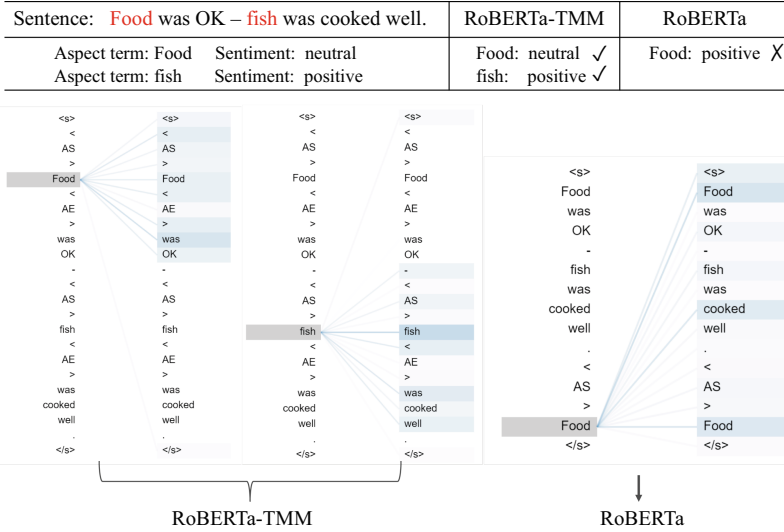 Sentence: Food was OK – fish was cooked well. RoBERTa-TMM RoBERTa
Aspect term: Food Sentiment: neutral Food: neutral ✓ Food: positive ✗
Aspect term: fish Sentiment: positive fish: positive ✓
<s> <s>
< <
AS AS
> >
Food Food
< <
AE AE
> >
was was
OK OK
- -
< <
AS AS
> >
fish fish
< <
AE AE
> >
was was
cooked cooked
well well
. .
</s> </s>
<s> <s>
< <
AS AS
> >
Food Food
< <
AE AE
> >
was was
OK OK
- -
< <
AS AS
> >
fish fish
< <
AE AE
> >
was was
cooked cooked
well well
. .
</s> </s>
<s> <s>
Food Food
was was
OK OK
- -
fish fish
was was
cooked cooked
well well
. .
< <
AS AS
> >
Food Food
</s> </s>
RoBERTa-TMM RoBERTa